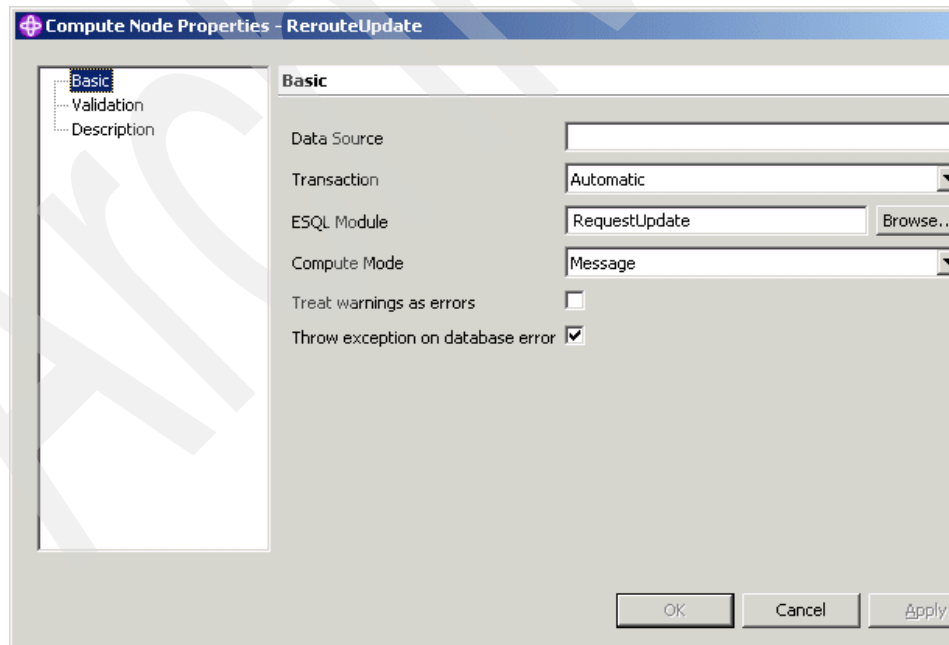 Compute Node Properties - RerouteUpdate
Basic
Validation
Description
Basic
Data Source
Transaction
Automatic
ESQL Module
RequestUpdate
Browse..
Compute Mode
Message
Treat warnings as errors
Throw exception on database error
OK
Cancel
Apply